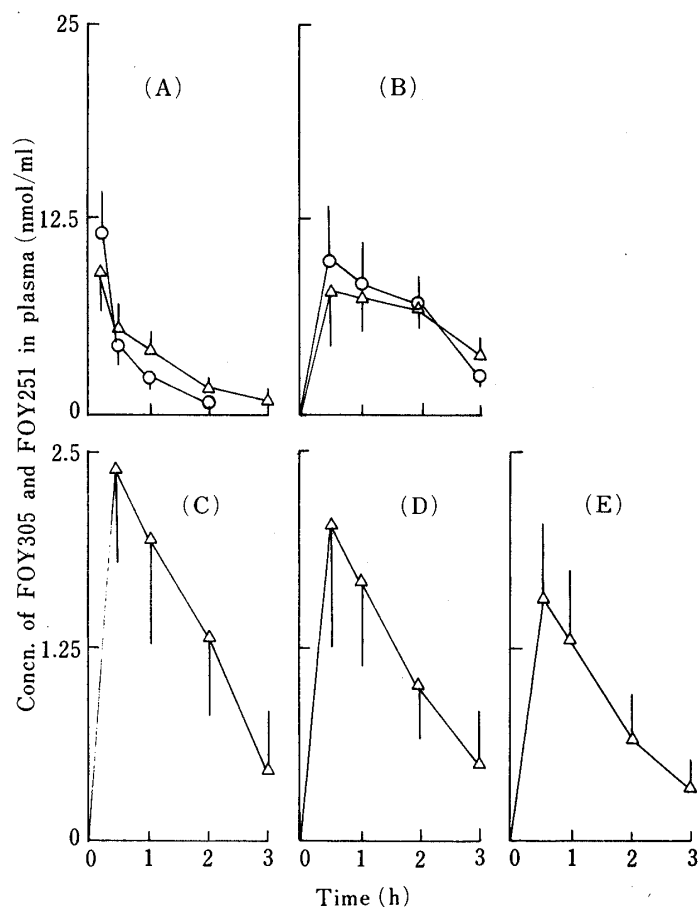 Concn. of FOY305 and FOY251 in plasma (nmol/ml)
25
12.5
0
(A)
(B)
2.5
1.25
0
(C)
(D)
(E)
0 1 2 3
0 1 2 3
0 1 2 3
Time (h)